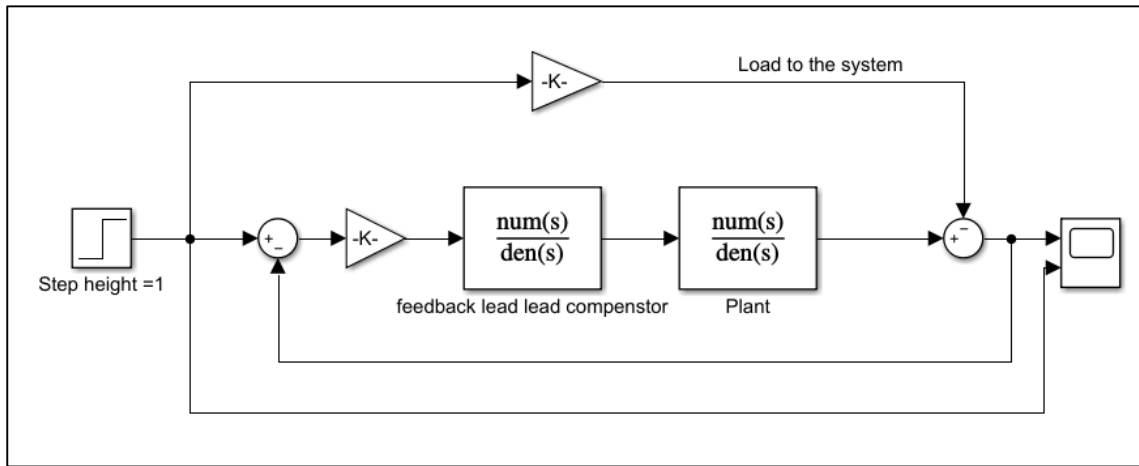 Load to the system
-K-
-K-
num(s)
den(s)
num(s)
den(s)
+
−
+
−
Step height =1
feedback lead lead compenstor
Plant